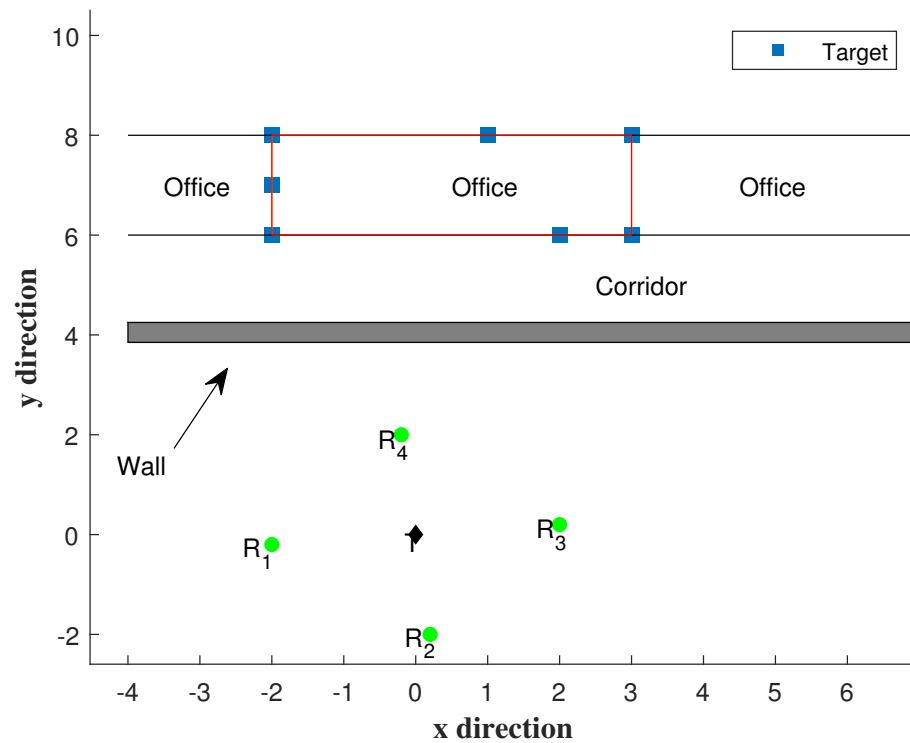 10
Target
8
Office Office Office
6
Corridor
4
y direction
2
R4
Wall
0
T
R3
R1
-2
R2
-4 -3 -2 -1 0 1 2 3 4 5 6
x direction